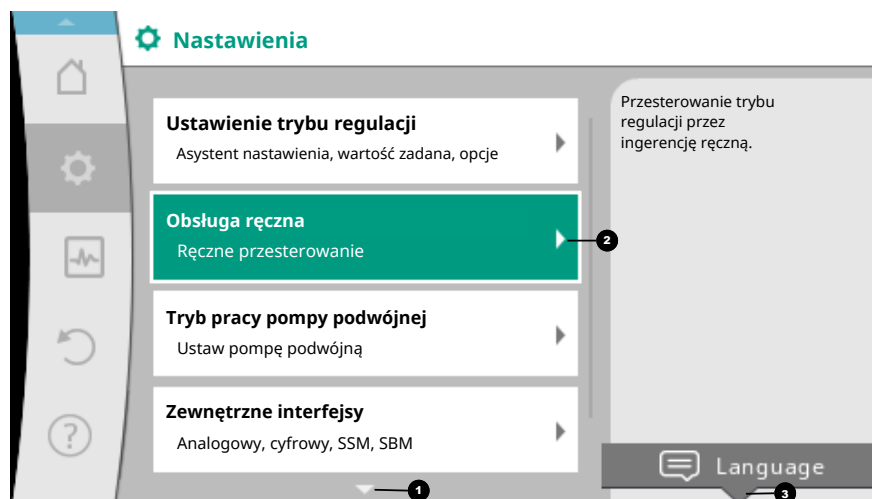 Nastawienia
Ustawienie trybu regulacji
Asystent nastawienia, wartość zadana, opcje
Obsługa ręczna
Ręczne przesterowanie
Tryb pracy pompy podwójnej
Ustaw pompę podwójną
Zewnętrzne interfejsy
Analogowy, cyfrowy, SSM, SBM
Przesterowanie trybu
regulacji przez
ingerencję ręczną.
Language
?
1
2
3